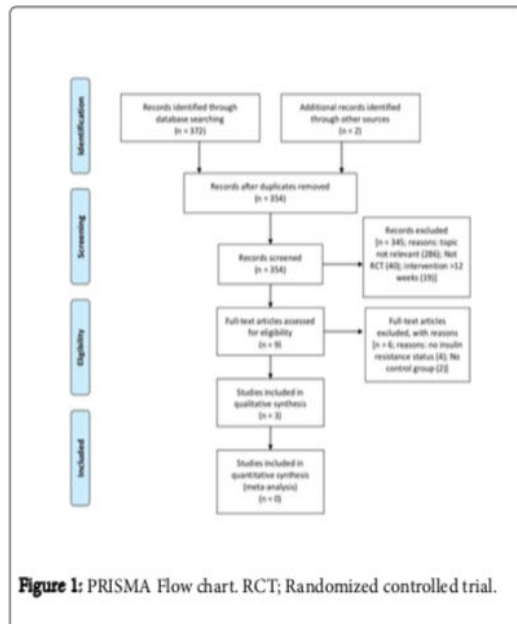 Identification
Records identified through
database searching
(n = 372)
Additional records identified
through other sources
(n = 2)
Records after duplicates removed
(n = 354)
Screening
Records screened
(n = 354)
Records excluded
[n = 345; reasons: topic
not relevant (286); Not
RCT (40); intervention >12
weeks (19)]
Eligibility
Full-text articles assessed
for eligibility
(n = 9)
Full-text articles
excluded, with reasons
[n = 6; reasons: no insulin
resistance status (4); No
control group (2)]
Included
Studies included in
qualitative synthesis
(n = 3)
Studies included in
quantitative synthesis
(meta-analysis)
(n = 0)
Figure 1: PRISMA Flow chart. RCT; Randomized controlled trial.